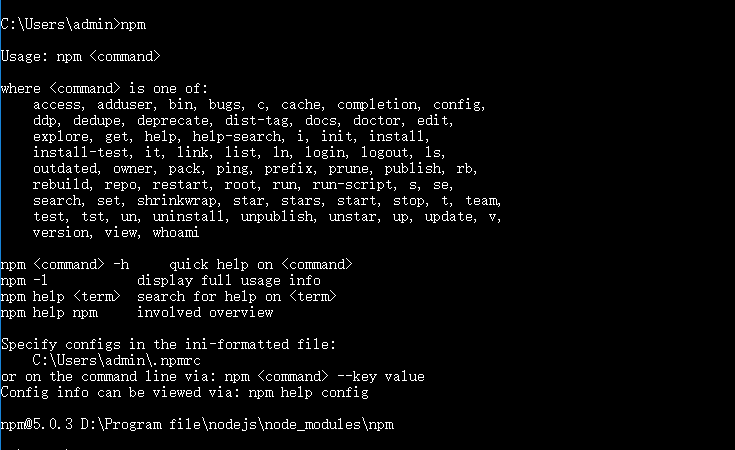 C:\Users\admin>npm
Usage: npm <command>
where <command> is one of:
access, adduser, bin, bugs, c, cache, completion, config,
ddp, dedupe, deprecate, dist-tag, docs, doctor, edit,
explore, get, help, help-search, i, init, install,
install-test, it, link, list, ln, login, logout, ls,
outdated, owner, pack, ping, prefix, prune, publish, rb,
rebuild, repo, restart, root, run, run-script, s, se,
search, set, shrinkwrap, star, stars, start, stop, t, team,
test, tst, un, uninstall, unpublish, unstar, up, update, v,
version, view, whoami
npm <command> -h     quick help on <command>
npm -l           display full usage info
npm help <term>  search for help on <term>
npm help npm     involved overview
Specify configs in the ini-formatted file:
C:\Users\admin\.npmrc
or on the command line via: npm <command> --key value
Config info can be viewed via: npm help config
npm@5.0.3 D:\Program file\nodejs\node_modules\npm